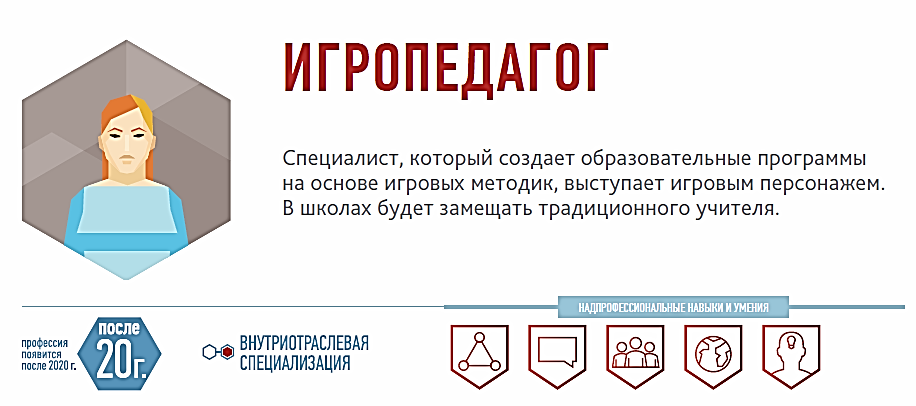 ИГРОПЕДАГОГ
Специалист, который создает образовательные программы
на основе игровых методик, выступает игровым персонажем.
В школах будет замещать традиционного учителя.
НАДПРОФЕССИОНАЛЬНЫЕ НАВЫКИ И УМЕНИЯ
профессия
появится
после 2020 г.
после
20г.
ВНУТРИОТРАСЛЕВАЯ
СПЕЦИАЛИЗАЦИЯ